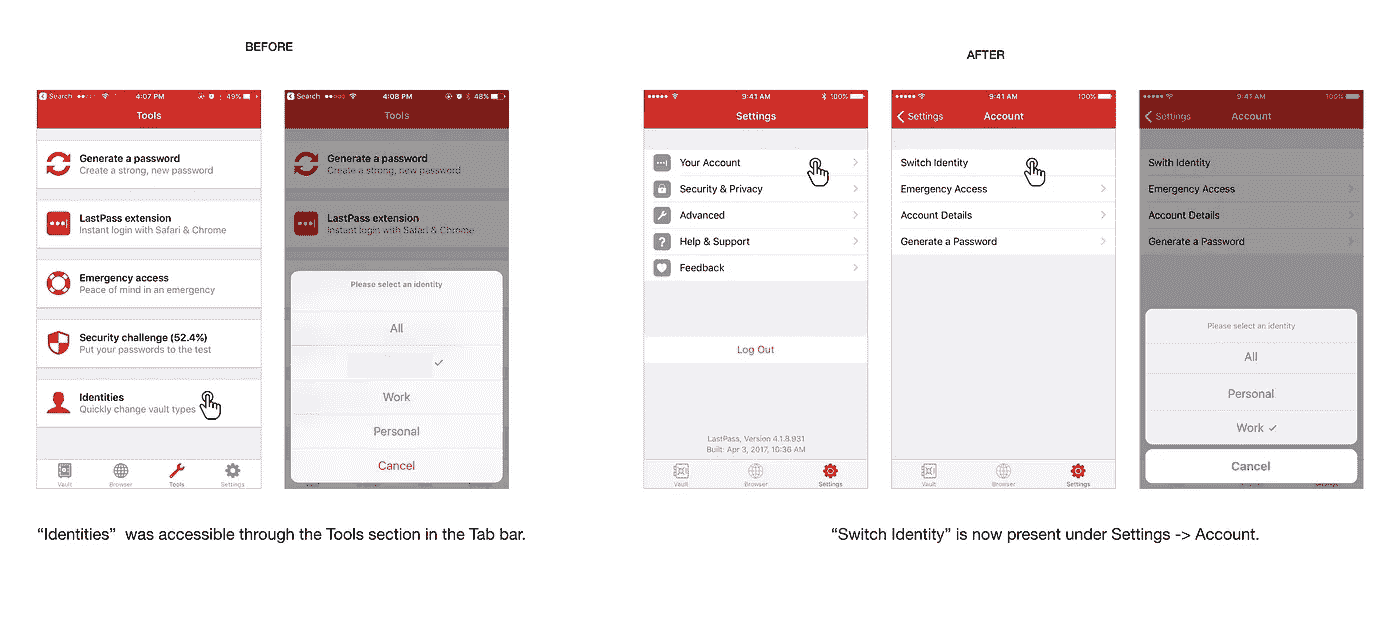 BEFORE
Search
4:07 PM
49%
Tools
Generate a password
Create a strong, new password
LastPass extension
Instant login with Safari & Chrome
Emergency access
Peace of mind in an emergency
Security challenge (52.4%)
Put your passwords to the test
Identities
Quickly change vault types
Vault
Browser
Tools
Settings
Search
4:08 PM
48%
Tools
Generate a password
Create a strong, new password
LastPass extension
Instant login with Safari & Chrome
Please select an identity
All
Work
Personal
Cancel
“Identities” was accessible through the Tools section in the Tab bar.
AFTER
9:41 AM
100%
Settings
Your Account
Security & Privacy
Advanced
Help & Support
Feedback
Log Out
LastPass, Version 4.1.8.931
Built: Apr 3, 2017, 10:36 AM
Vault
Browser
Settings
9:41 AM
100%
Settings
Account
Switch Identity
Emergency Access
Account Details
Generate a Password
Vault
Browser
Settings
9:41 AM
100%
Settings
Account
Swith Identity
Emergency Access
Account Details
Generate a Password
Please select an identity
All
Personal
Work
Cancel
“Switch Identity” is now present under Settings -> Account.